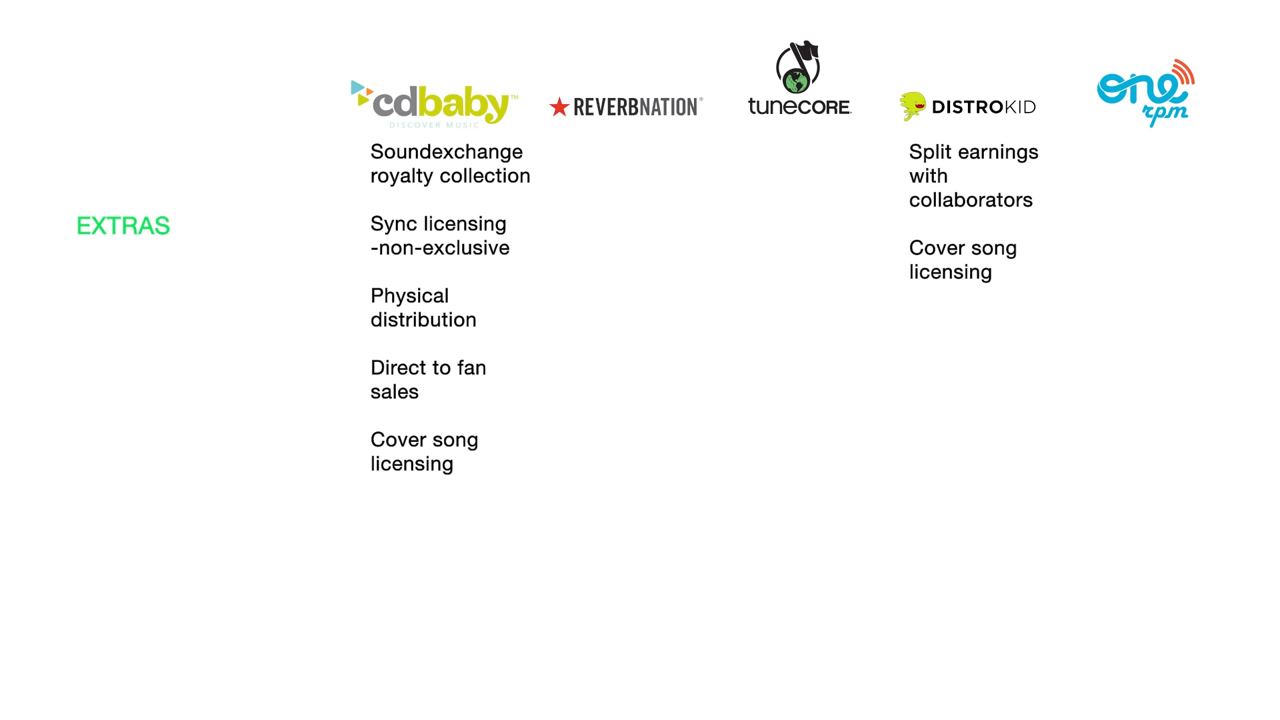 cdbaby™
DISCOVER MUSIC
REVERBNATION®
tuneCORE
DISTROKID
one
rpm
EXTRAS
Soundexchange
royalty collection
Sync licensing
-non-exclusive
Physical
distribution
Direct to fan
sales
Cover song
licensing
Split earnings
with
collaborators
Cover song
licensing